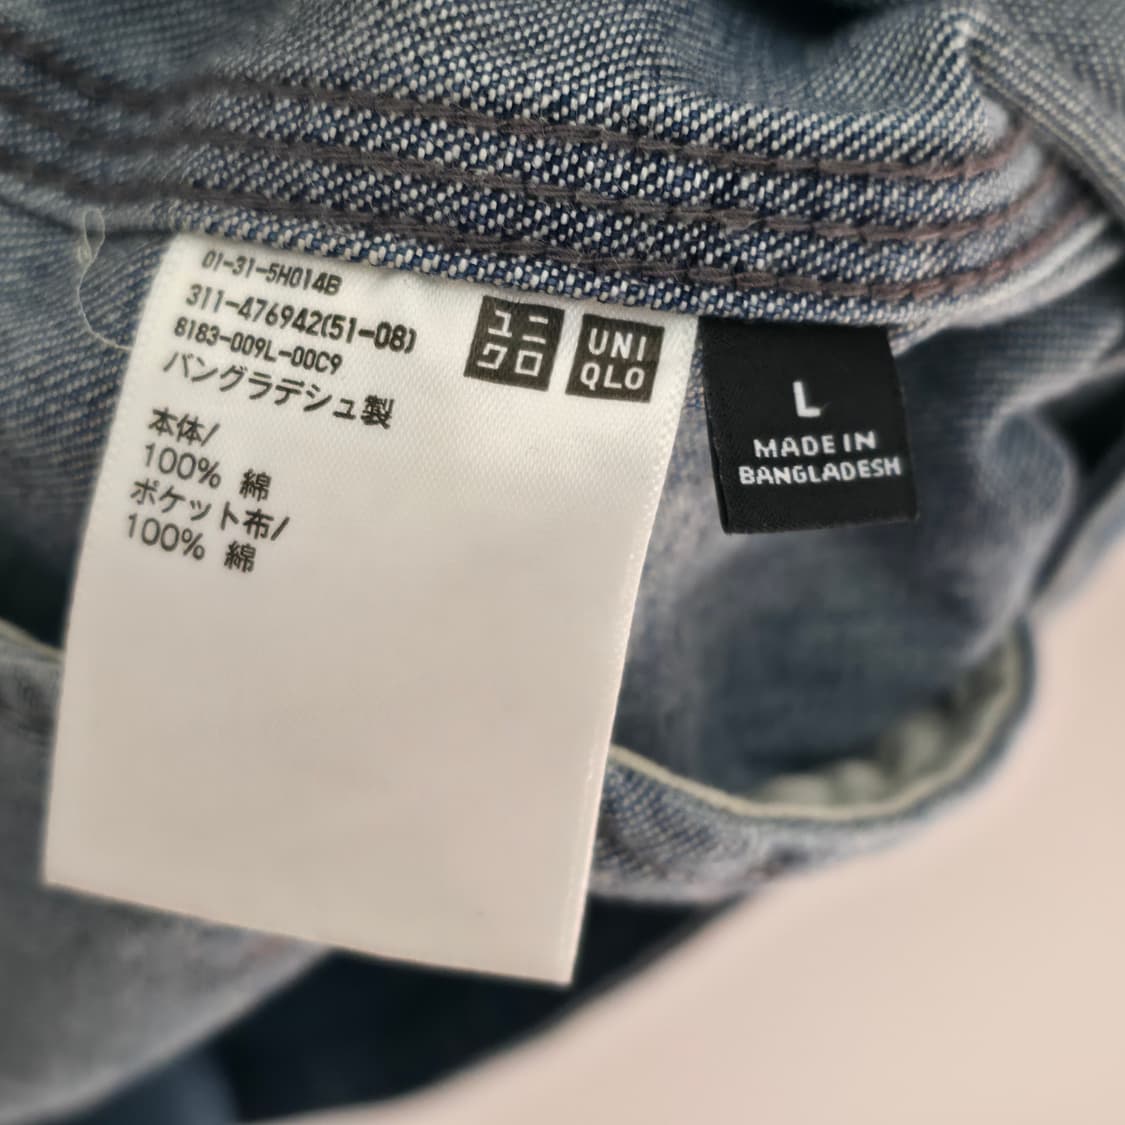 01-31-5H014B
311-476942(51-08)
8183-009L-00C9
バングラデシュ製
本体/
100% 綿
ポケット布/
100% 綿
ユニ
クロ
UNI
QLO
L
MADE IN
BANGLADESH